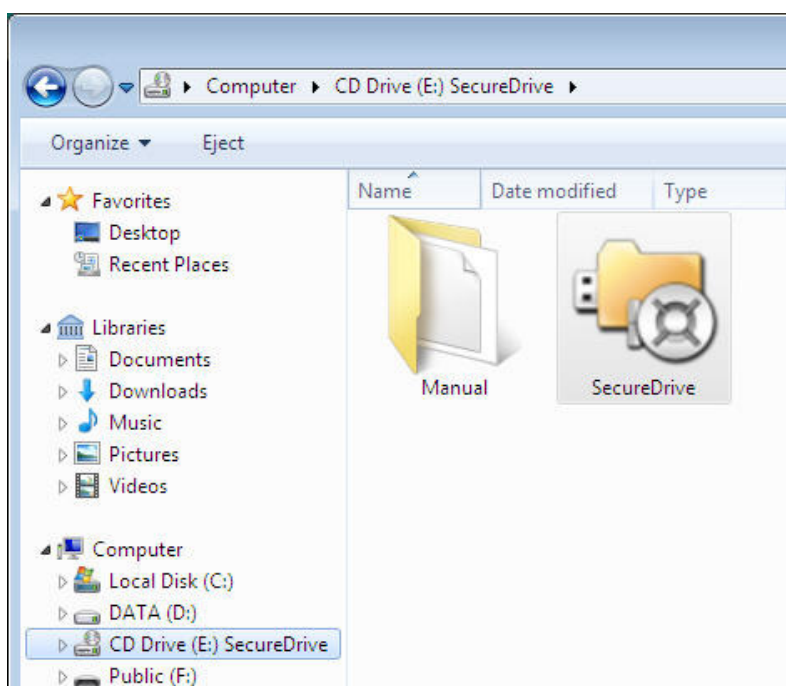 Computer CD Drive (E:) SecureDrive
Organize Eject
Name Date modified Type
Favorites
Desktop
Recent Places
Libraries
Documents
Downloads
Music
Pictures
Videos
Computer
Local Disk (C:)
DATA (D:)
CD Drive (E:) SecureDrive
Public (F:)
Manual SecureDrive